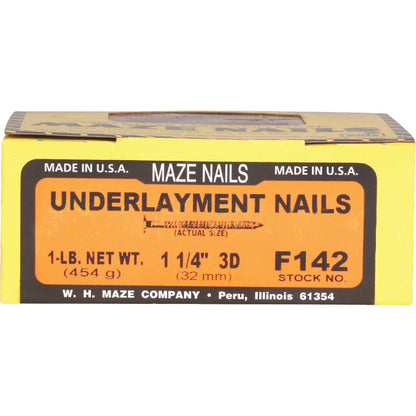 MAZE NAILS
MADE IN U.S.A. MAZE NAILS MADE IN U.S.A.
UNDERLAYMENT NAILS
(ACTUAL SIZE)
1-LB. NET WT. 1 1/4" 3D F142
(454 g) (32 mm) STOCK NO.
W. H. MAZE COMPANY • Peru, Illinois 61354